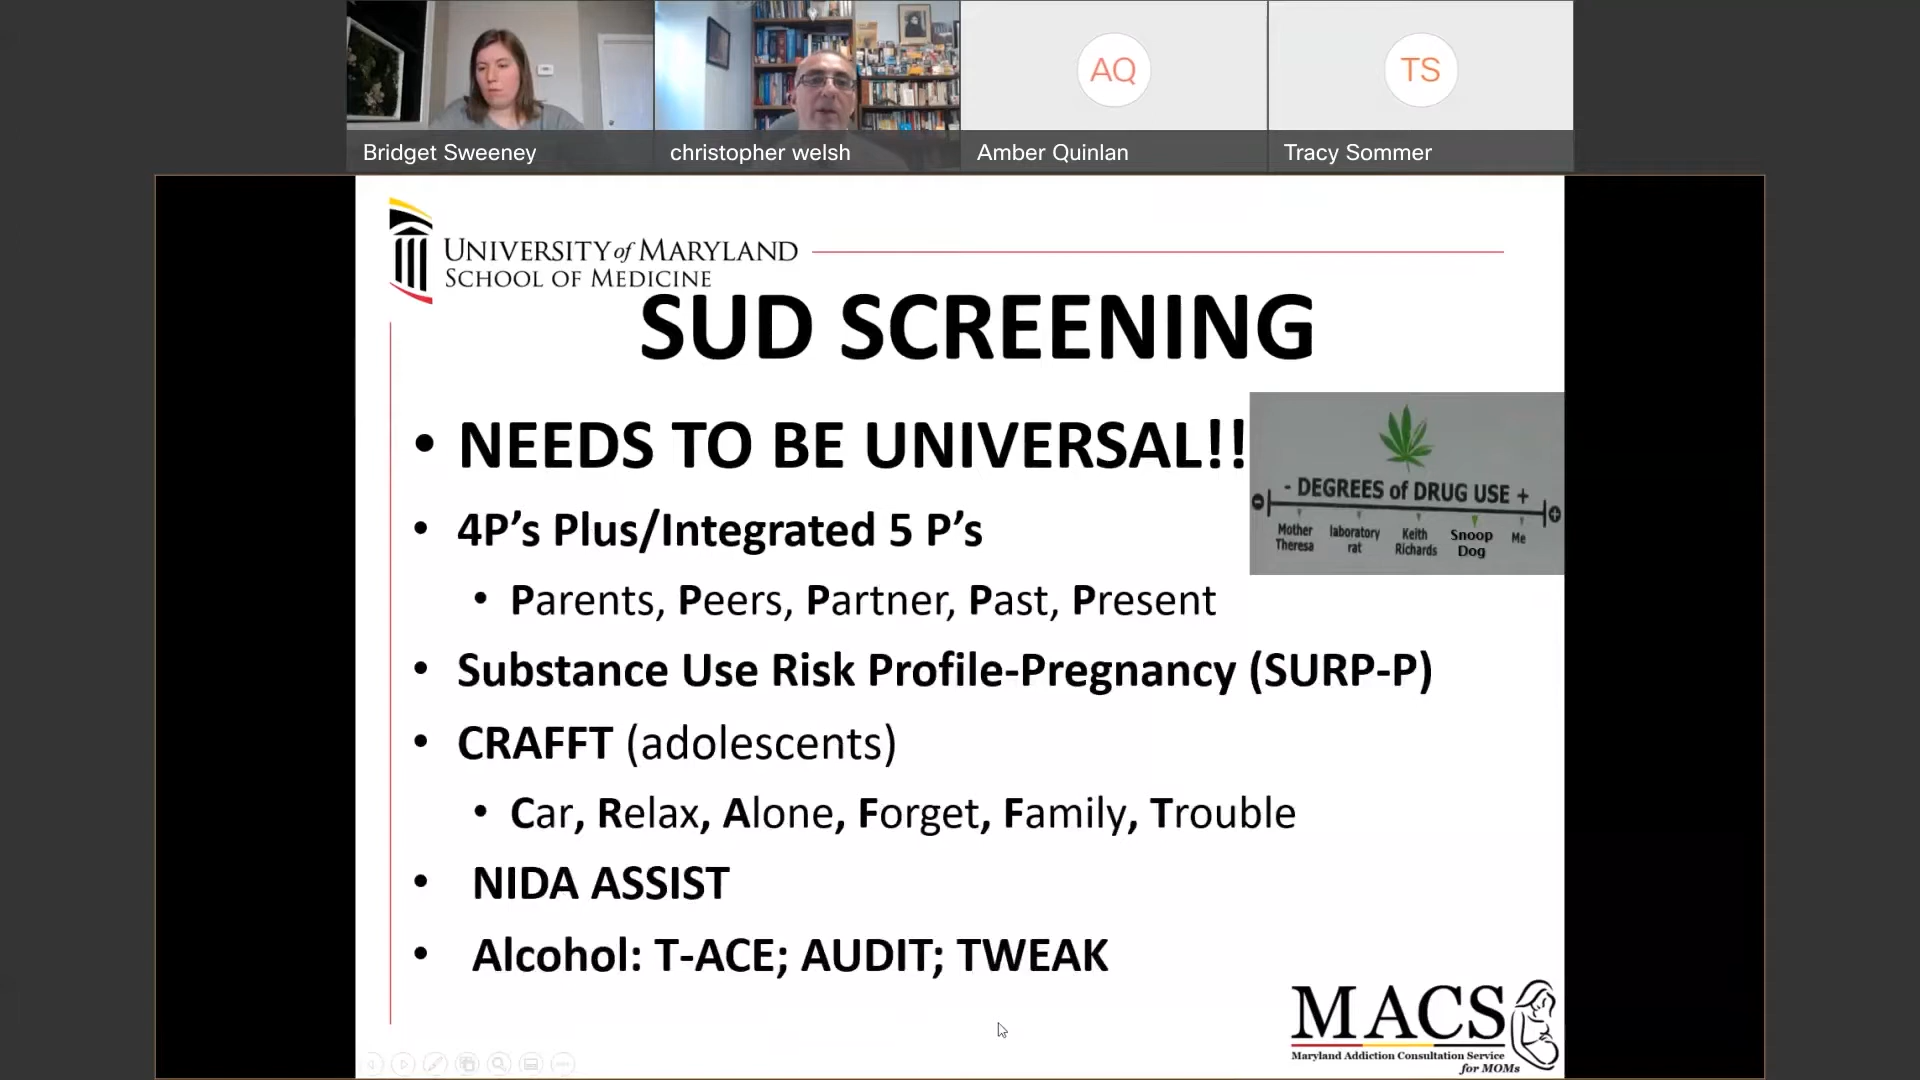 AQ
TS
Bridget Sweeney
christopher welsh
Amber Quinlan
Tracy Sommer
UNIVERSITY of MARYLAND
SCHOOL OF MEDICINE
SUD SCREENING
• NEEDS TO BE UNIVERSAL!!
- DEGREES of DRUG USE +
Mother Theresa
laboratory rat
Keith Richards
Snoop Dog
Me
• 4P’s Plus/Integrated 5 P’s
• Parents, Peers, Partner, Past, Present
• Substance Use Risk Profile-Pregnancy (SURP-P)
• CRAFFT (adolescents)
• Car, Relax, Alone, Forget, Family, Trouble
• NIDA ASSIST
• Alcohol: T-ACE; AUDIT; TWEAK
MACS
Maryland Addiction Consultation Service
for MOMs